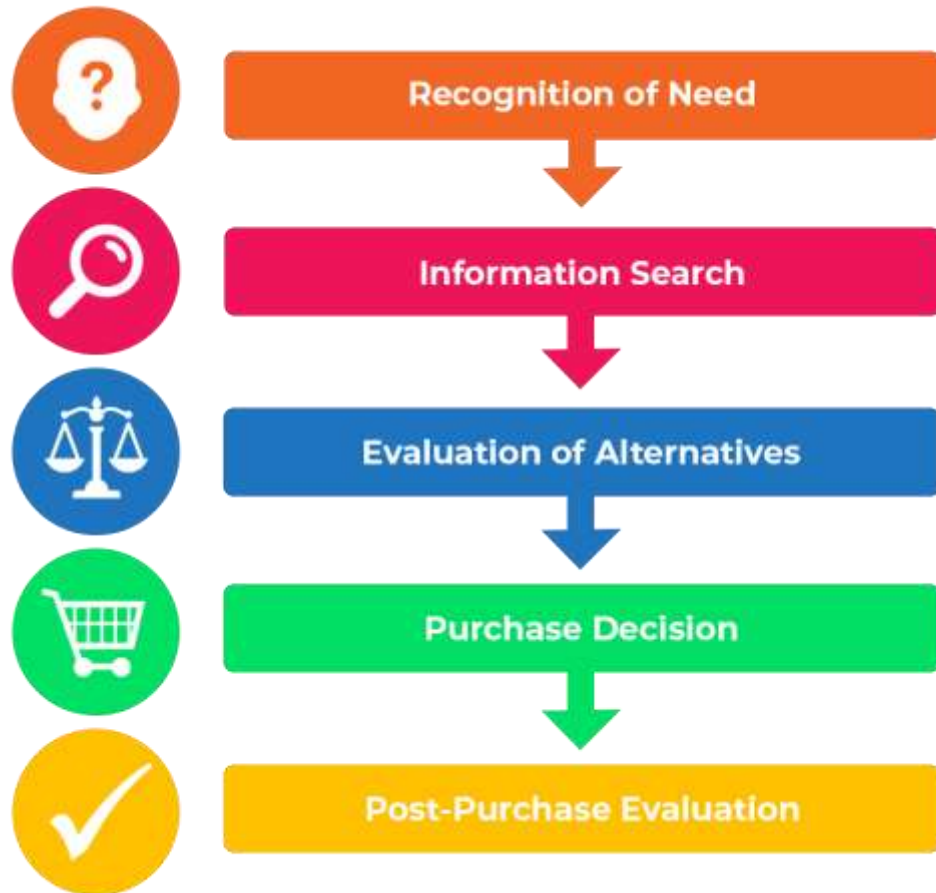 ?
Recognition of Need
Information Search
Evaluation of Alternatives
Purchase Decision
Post-Purchase Evaluation